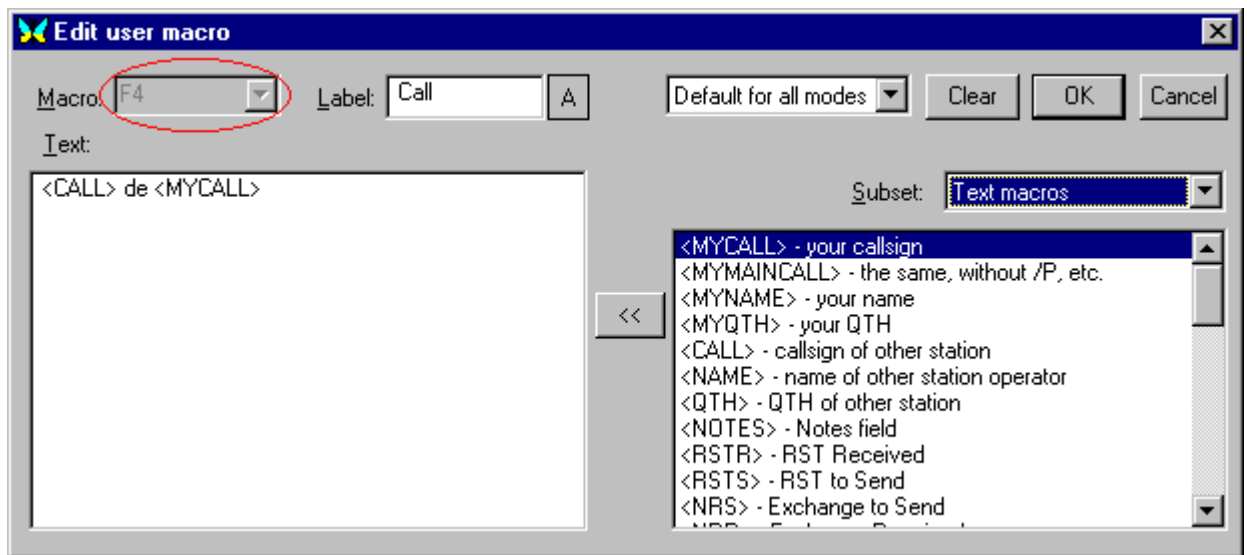 Edit user macro
Macro: F4 Label: Call A Default for all modes Clear OK Cancel
Text:
<CALL> de <MYCALL>
Subset: Text macros
<MYCALL> - your callsign
<MYMAINCALL> - the same, without /P, etc.
<MYNAME> - your name
<MYQTH> - your QTH
<CALL> - callsign of other station
<<
<NAME> - name of other station operator
<QTH> - QTH of other station
<NOTES> - Notes field
<RSTR> - RST Received
<RSTS> - RST to Send
<NRS> - Exchange to Send